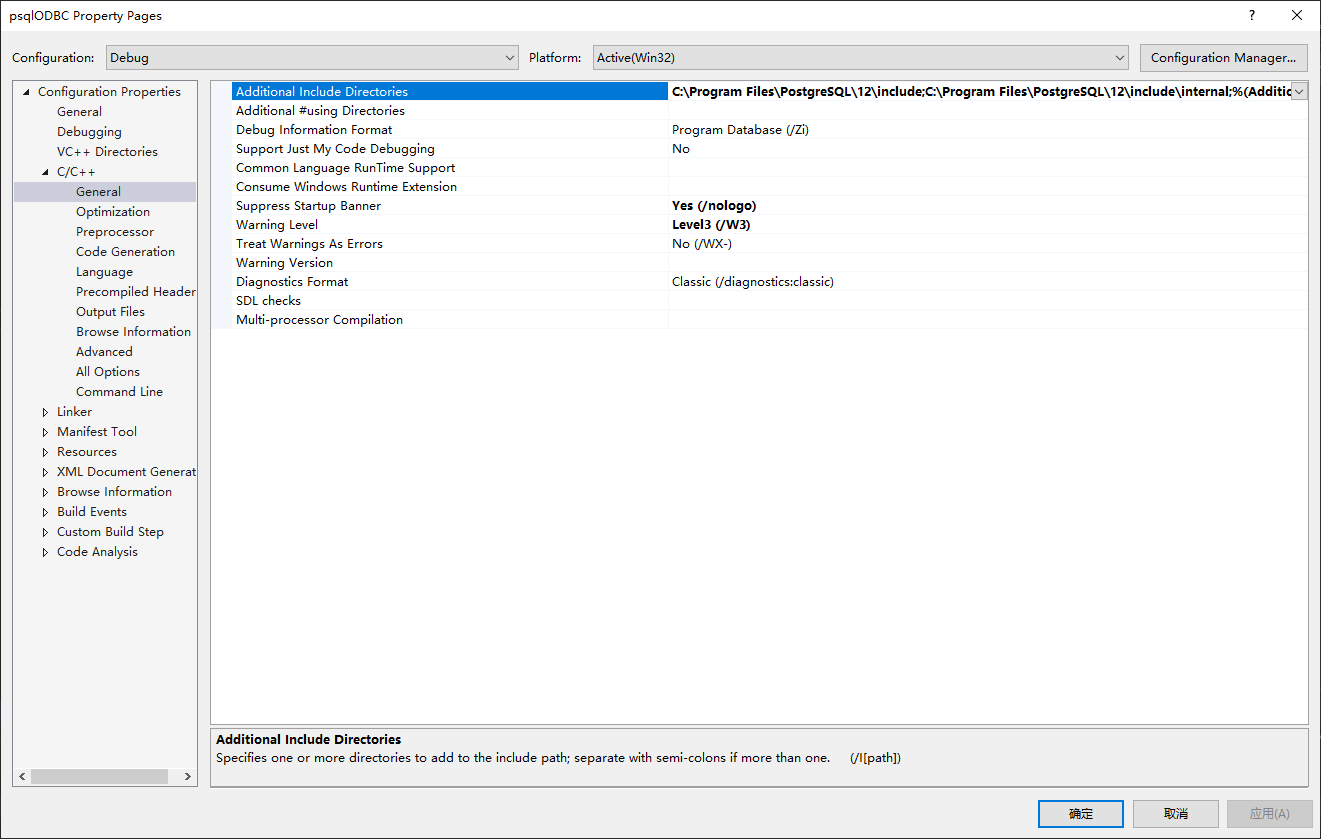 psqlODBC Property Pages
?
Configuration: Debug Platform: Active(Win32) Configuration Manager...
Configuration Properties
General
Debugging
VC++ Directories
C/C++
General
Optimization
Preprocessor
Code Generation
Language
Precompiled Header
Output Files
Browse Information
Advanced
All Options
Command Line
Linker
Manifest Tool
Resources
XML Document Generat
Browse Information
Build Events
Custom Build Step
Code Analysis
Additional Include Directories C:\Program Files\PostgreSQL\12\include;C:\Program Files\PostgreSQL\12\include\internal;%(Additic
Additional #using Directories
Debug Information Format Program Database (/Zi)
Support Just My Code Debugging No
Common Language RunTime Support
Consume Windows Runtime Extension
Suppress Startup Banner Yes (/nologo)
Warning Level Level3 (/W3)
Treat Warnings As Errors No (/WX-)
Warning Version
Diagnostics Format Classic (/diagnostics:classic)
SDL checks
Multi-processor Compilation
Additional Include Directories
Specifies one or more directories to add to the include path; separate with semi-colons if more than one. (/I[path])
确定 取消 应用(A)